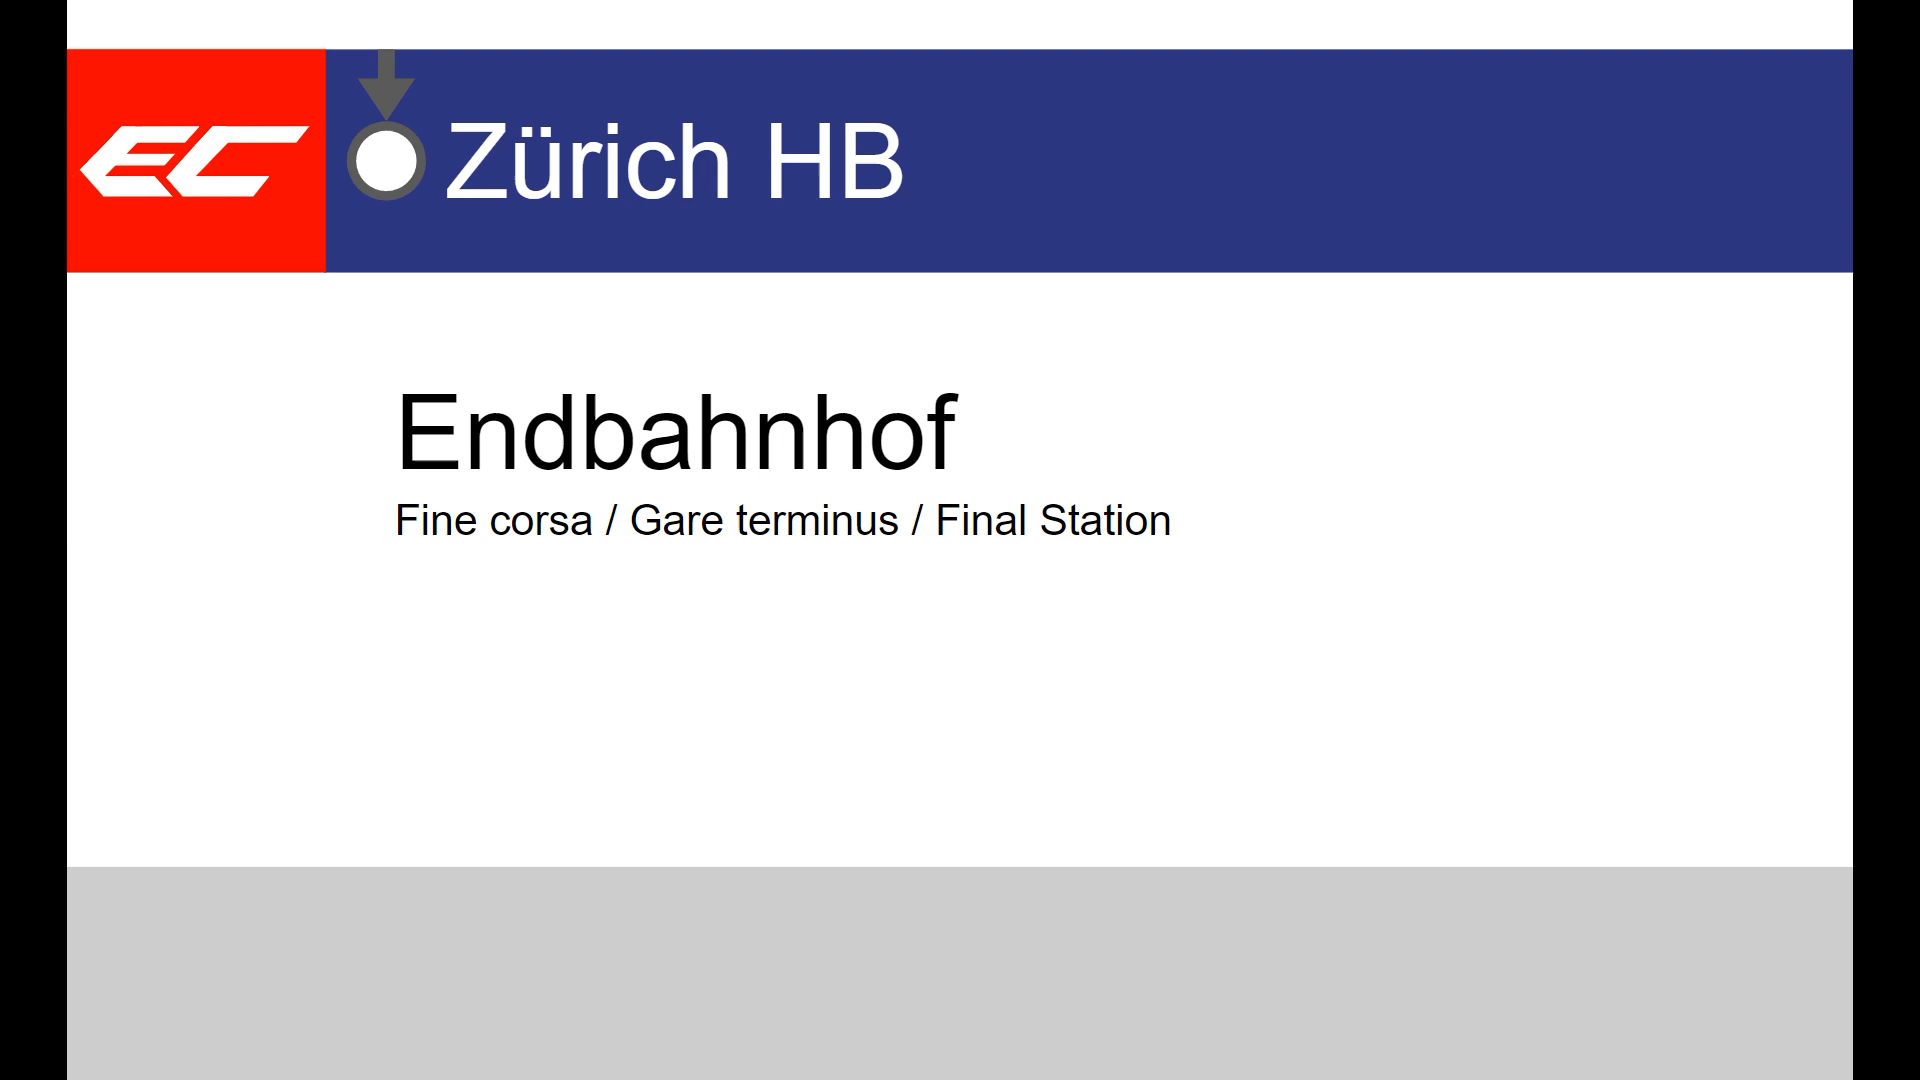 EC
Zürich HB
Endbahnhof
Fine corsa / Gare terminus / Final Station